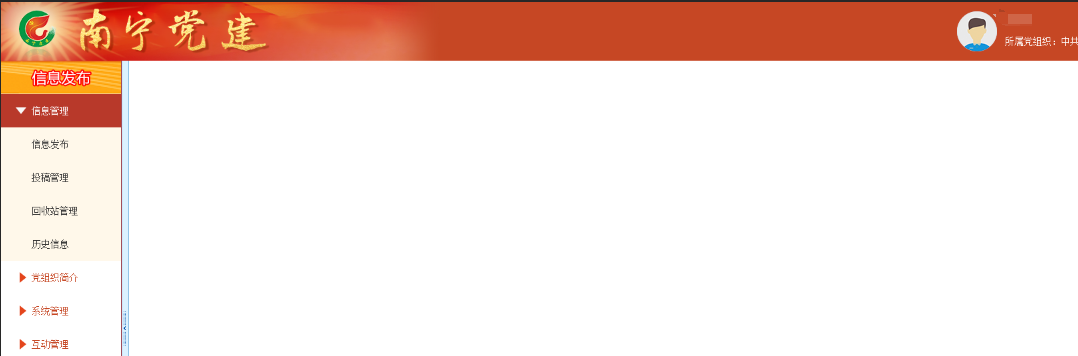 南宁党建
所属党组织：中共
信息发布
信息管理
信息发布
投稿管理
回收站管理
历史信息
党组织简介
系统管理
互动管理